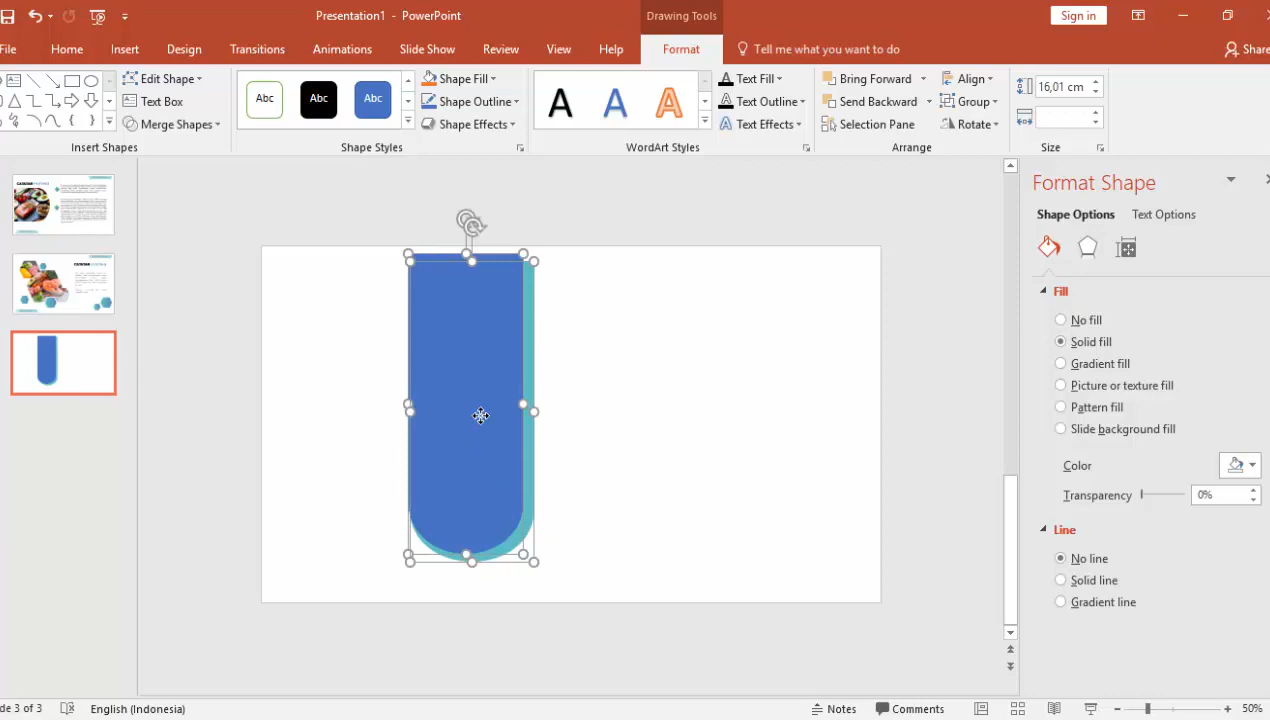 Presentation1 - PowerPoint
Drawing Tools
Sign in
File Home Insert Design Transitions Animations Slide Show Review View Help Format Tell me what you want to do Share
Edit Shape
Text Box
Merge Shapes
Insert Shapes
Abc Abc Abc
Shape Fill
Shape Outline
Shape Effects
Shape Styles
A A A
Text Fill
Text Outline
Text Effects
WordArt Styles
Bring Forward
Send Backward
Selection Pane
Align
Group
Rotate
Arrange
16,01 cm
Size
Format Shape
Shape Options Text Options
Fill
No fill
Solid fill
Gradient fill
Picture or texture fill
Pattern fill
Slide background fill
Color
Transparency 0%
Line
No line
Solid line
Gradient line
de 3 of 3 English (Indonesia) Notes Comments 50%